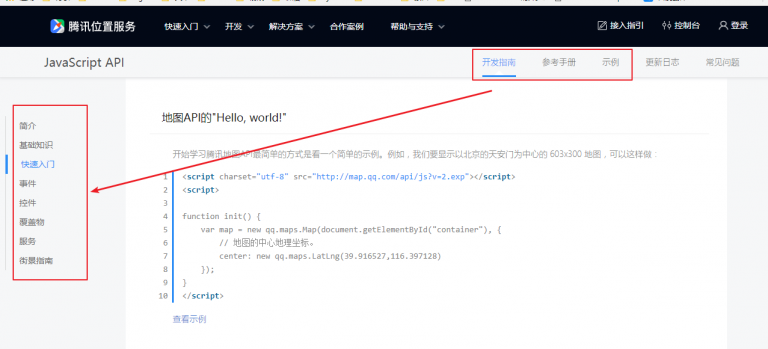 腾讯位置服务 快速入门 开发 解决方案 合作案例 帮助与支持 接入指引 控制台 登录
JavaScript API 开发指南 参考手册 示例 更新日志 常见问题
简介
基础知识
快速入门
事件
控件
覆盖物
服务
街景指南
地图API的"Hello, world!"
开始学习腾讯地图API最简单的方式是看一个简单的示例。例如，我们要显示以北京的天安门为中心的 603x300 地图，可以这样做：
1 <script charset="utf-8" src="http://map.qq.com/api/js?v=2.exp"></script>
2 <script>
3
4 function init() {
5 var map = new qq.maps.Map(document.getElementById("container"), {
6 // 地图的中心地理坐标。
7 center: new qq.maps.LatLng(39.916527,116.397128)
8 });
9 }
10 </script>
查看示例